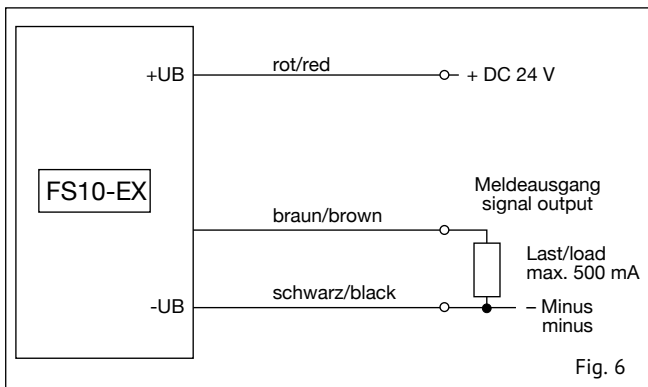 +UB
rot/red
+ DC 24 V
FS10-EX
Meldeausgang
signal output
braun/brown
Last/load
max. 500 mA
schwarz/black
-UB
– Minus
minus
Fig. 6